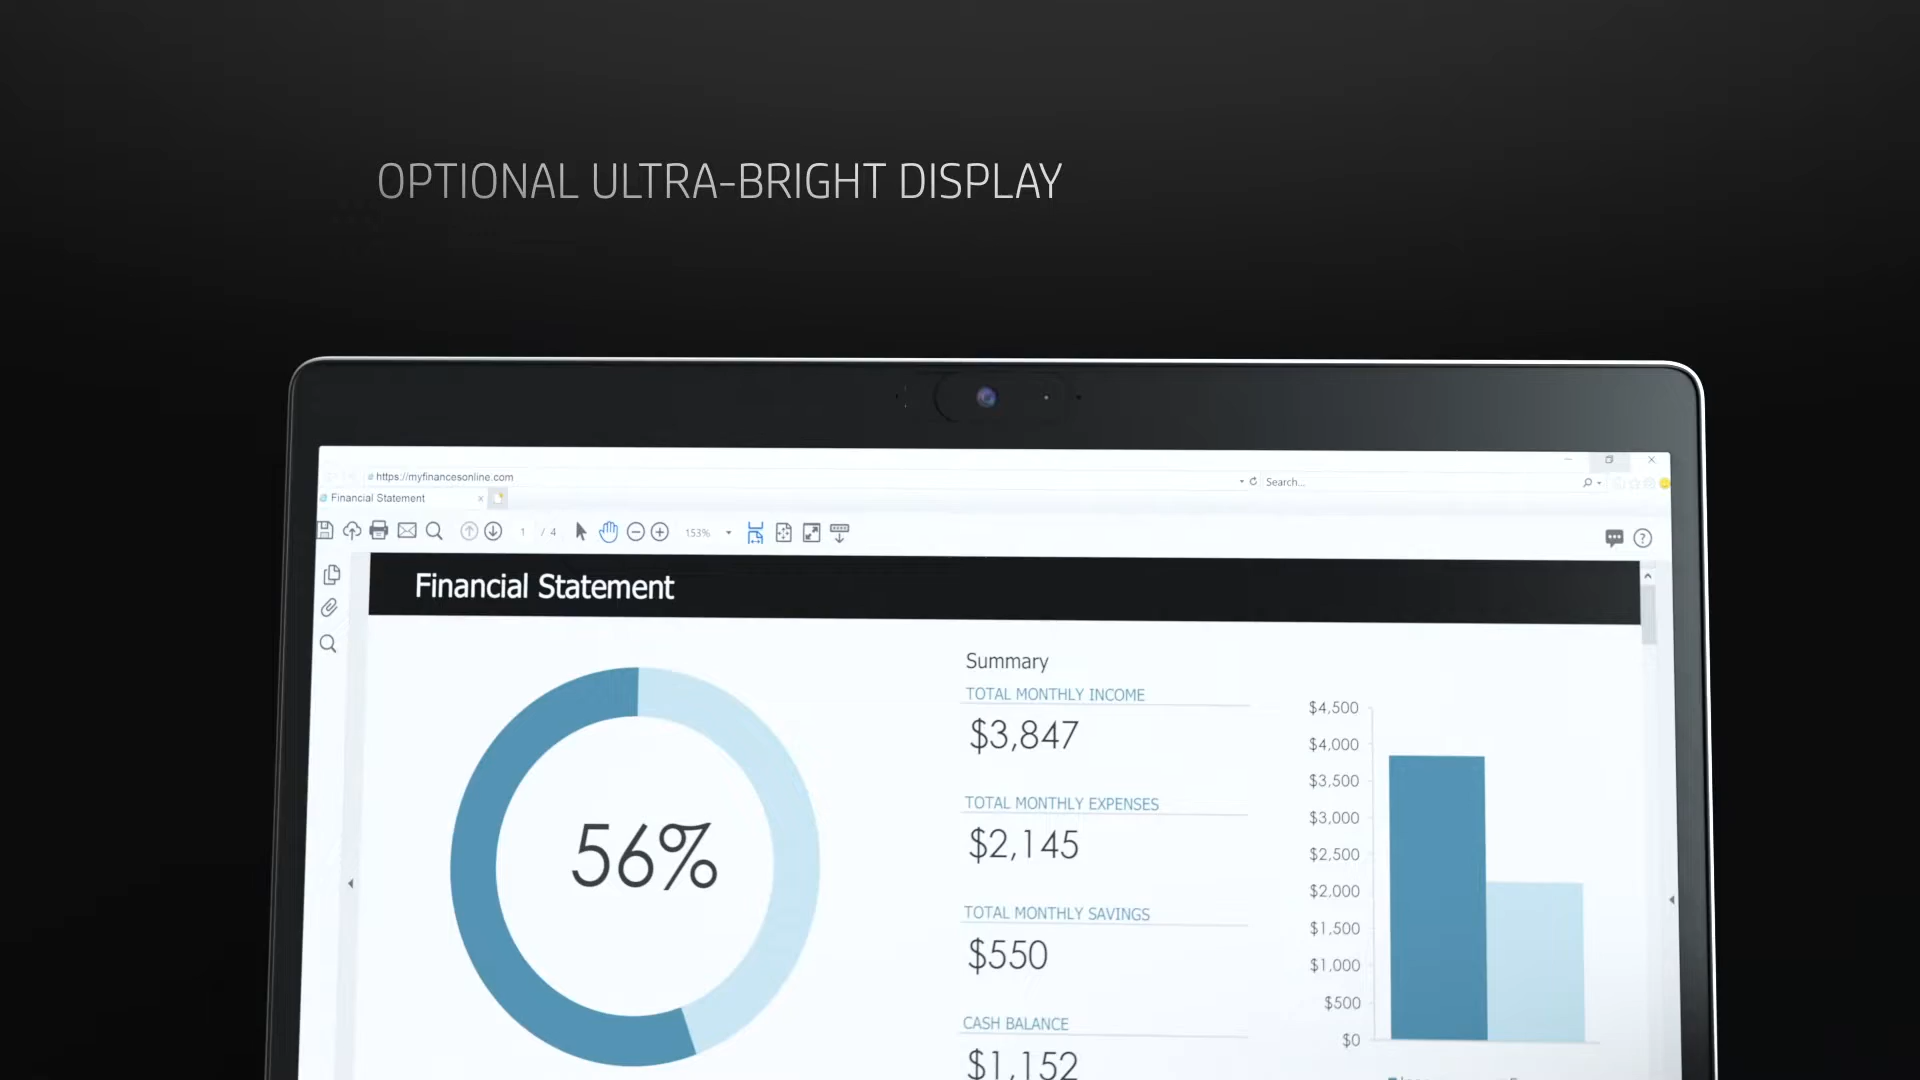 OPTIONAL ULTRA-BRIGHT DISPLAY
https://myfinancesonline.com
Search...
Financial Statement
1 / 4
153%
Financial Statement
56%
Summary
TOTAL MONTHLY INCOME
$3,847
TOTAL MONTHLY EXPENSES
$2,145
TOTAL MONTHLY SAVINGS
$550
CASH BALANCE
$1,152
$4,500
$4,000
$3,500
$3,000
$2,500
$2,000
$1,500
$1,000
$500
$0